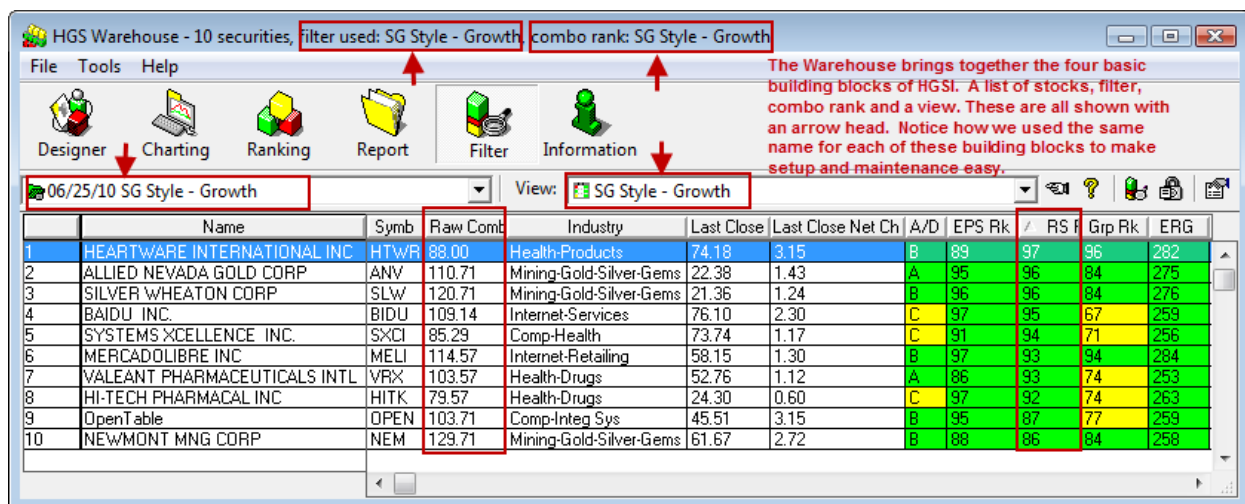 HGS Warehouse - 10 securities, filter used: SG Style - Growth, combo rank: SG Style - Growth
File Tools Help
The Warehouse brings together the four basic
building blocks of HGSI. A list of stocks, filter,
combo rank and a view. These are all shown with
an arrow head. Notice how we used the same
name for each of these building blocks to make
setup and maintenance easy.
Designer Charting Ranking Report Filter Information
06/25/10 SG Style - Growth View: SG Style - Growth
Name Symb Raw Comb Industry Last Close Last Close Net Ch A/D EPS Rk RS R Grp Rk ERG
1 HEARTWARE INTERNATIONAL INC HTWR 88.00 Health-Products 74.18 3.15 B 89 97 96 282
2 ALLIED NEVADA GOLD CORP ANV 110.71 Mining-Gold-Silver-Gems 22.38 1.43 A 95 96 84 275
3 SILVER WHEATON CORP SLW 120.71 Mining-Gold-Silver-Gems 21.36 1.24 B 96 96 84 276
4 BAIDU INC. BIDU 109.14 Internet-Services 76.10 2.30 C 97 95 67 259
5 SYSTEMS XCELLENCE INC. SXCI 85.29 Comp-Health 73.74 1.17 C 91 94 71 256
6 MERCADOLIBRE INC MELI 114.57 Internet-Retailing 58.15 1.30 B 97 93 94 284
7 VALEANT PHARMACEUTICALS INTL VRX 103.57 Health-Drugs 52.76 1.12 A 86 93 74 253
8 HI-TECH PHARMACAL INC HITK 79.57 Health-Drugs 24.30 0.60 C 97 92 74 263
9 OpenTable OPEN 103.71 Comp-Integ Sys 45.51 3.15 B 95 87 77 259
10 NEWMONT MNG CORP NEM 129.71 Mining-Gold-Silver-Gems 61.67 2.72 B 88 86 84 258